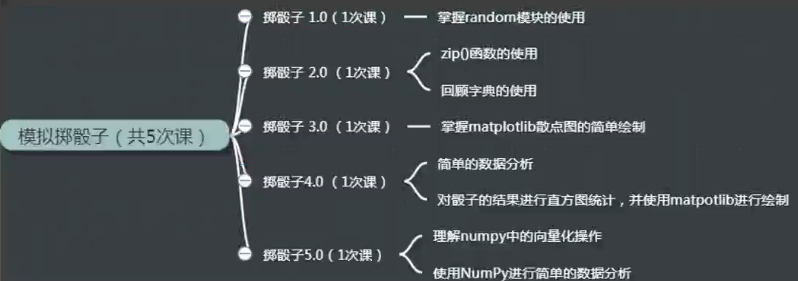 掷骰子 1.0（1次课）
掌握random模块的使用
掷骰子 2.0 （1次课）
zip()函数的使用
回顾字典的使用
模拟掷骰子（共5次课）
掷骰子 3.0 （1次课）
掌握matplotlib散点图的简单绘制
掷骰子4.0 （1次课）
简单的数据分析
对骰子的结果进行直方图统计，并使用matpotlib进行绘制
掷骰子5.0（1次课）
理解numpy中的向量化操作
使用NumPy进行简单的数据分析